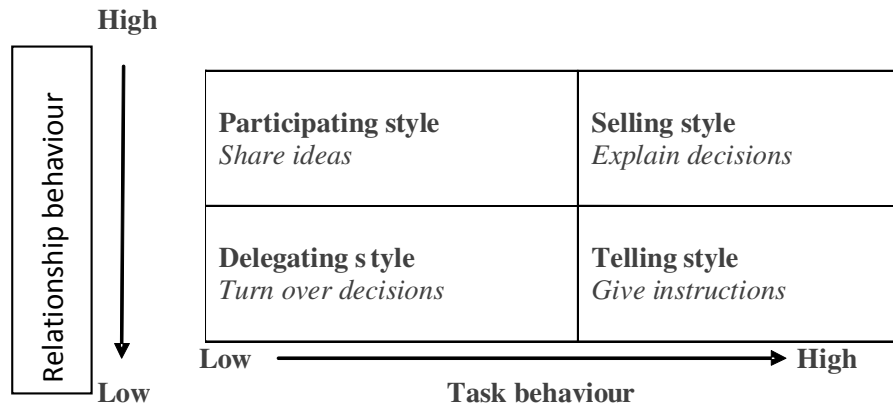 High
Relationship behaviour
Participating style
Share ideas
Selling style
Explain decisions
Delegating s tyle
Turn over decisions
Telling style
Give instructions
Low
High
Low
Task behaviour